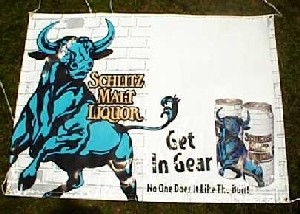 SCHLITZ
MALT
LIQUOR
Get
In Gear
No One Does it Like The Bull!